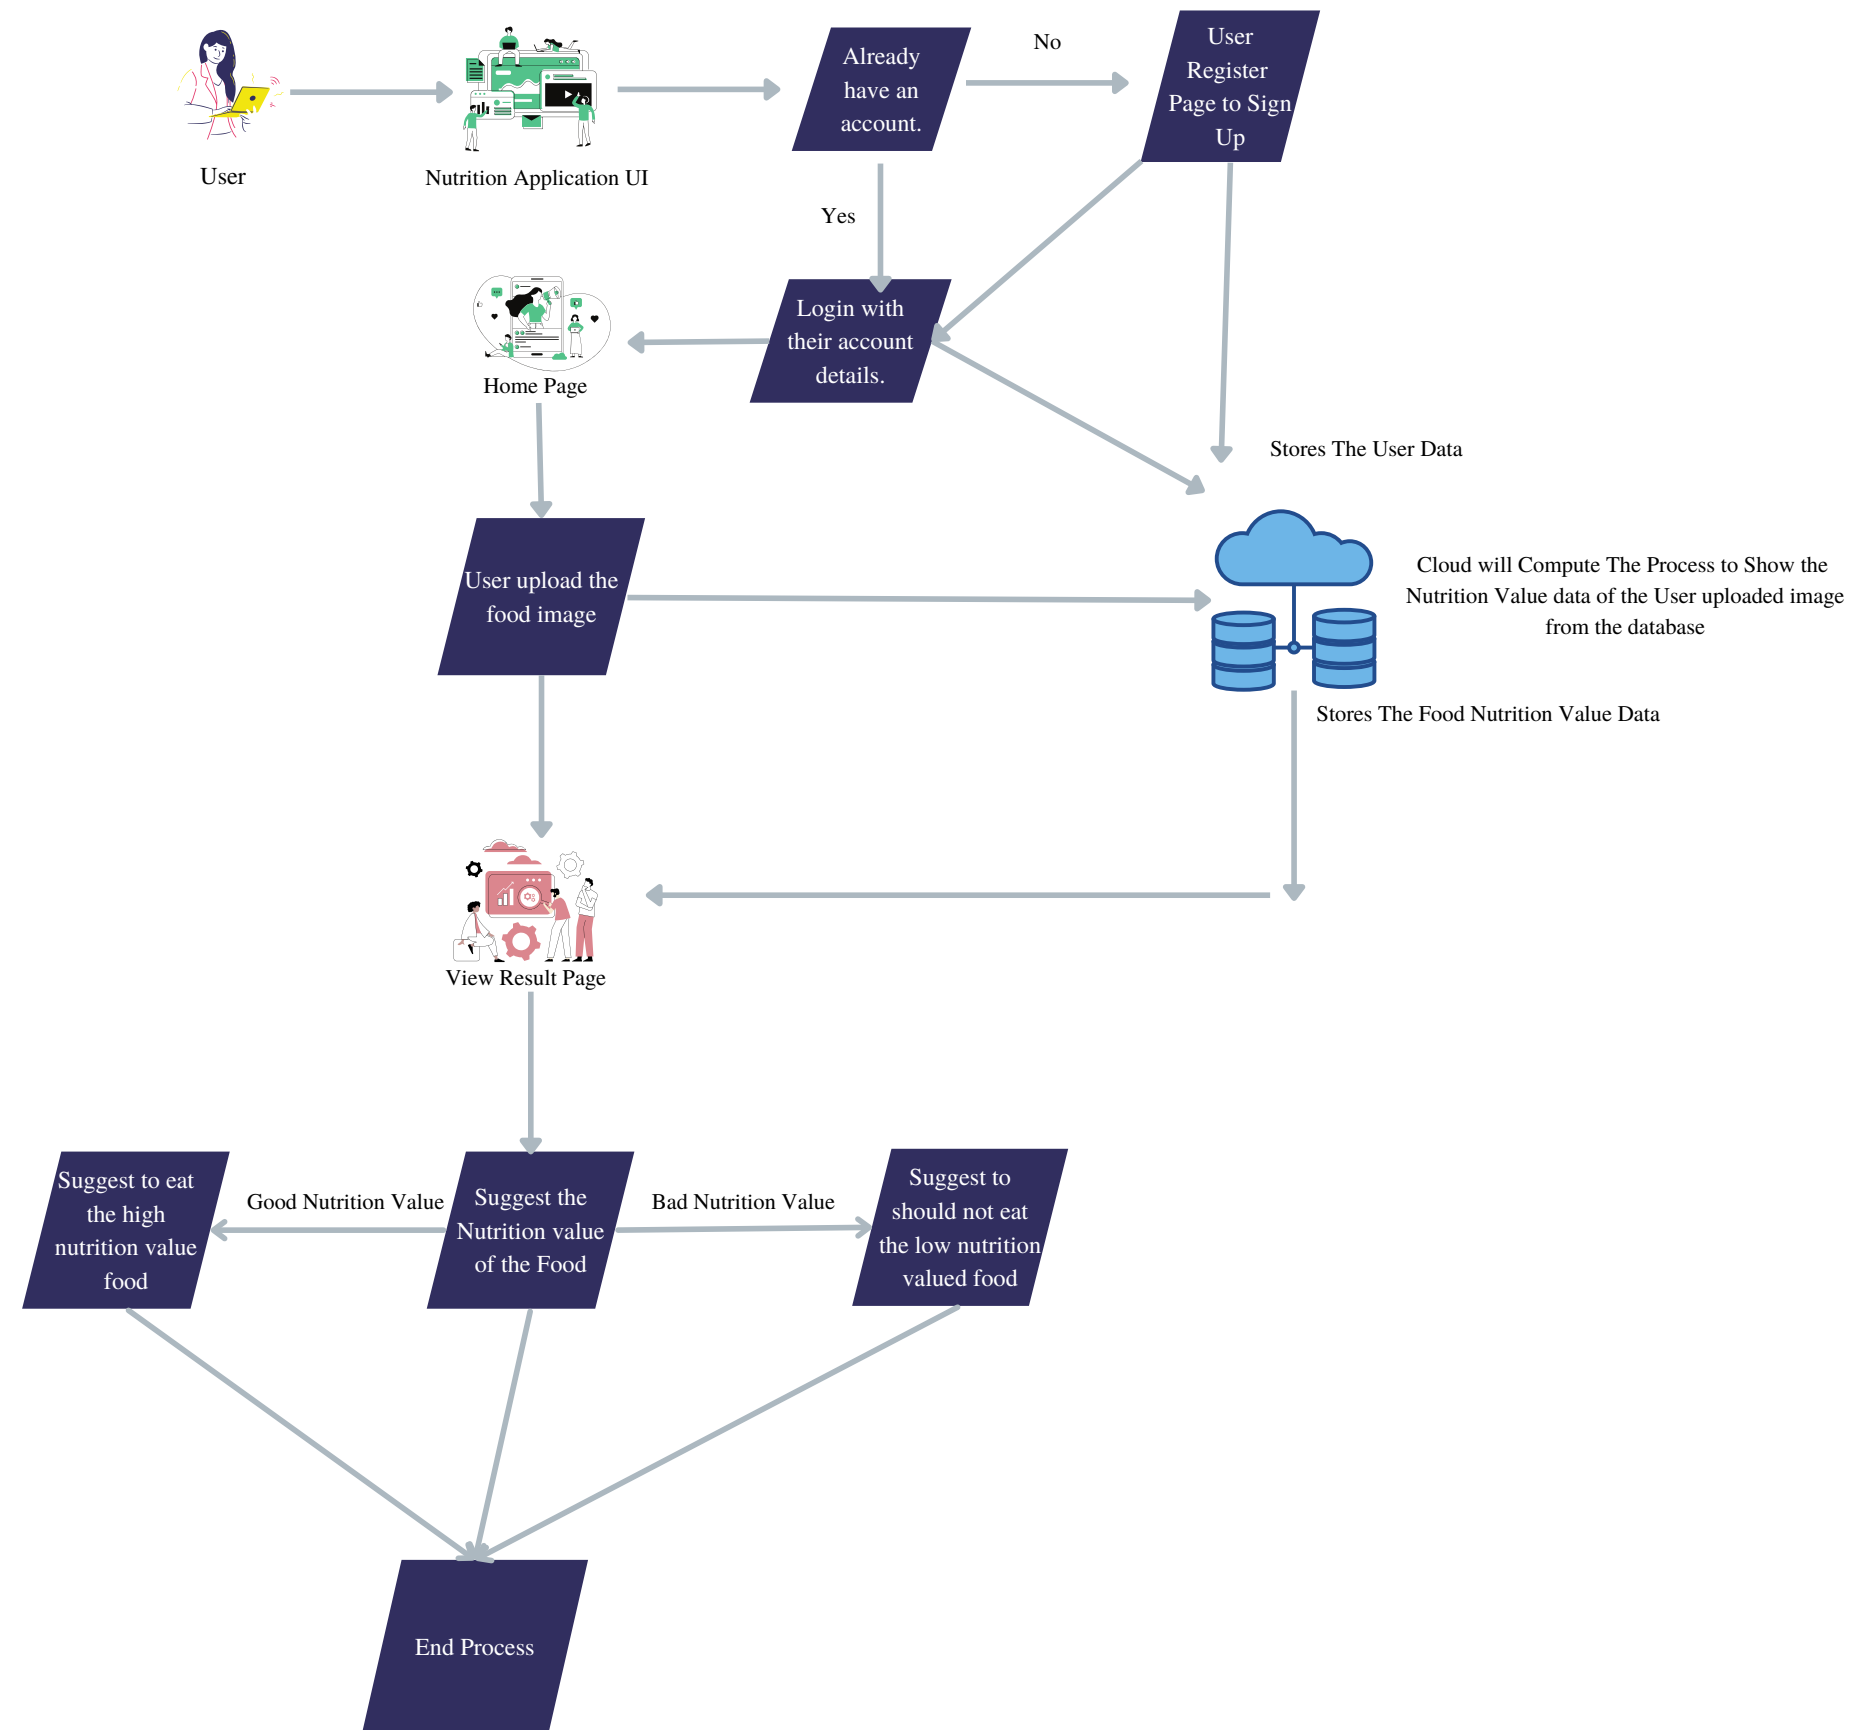 User
Nutrition Application UI
Already
have an
account.
No
User
Register
Page to Sign
Up
Yes
Login with
their account
details.
Home Page
Stores The User Data
User upload the
food image
Cloud will Compute The Process to Show the
Nutrition Value data of the User uploaded image
from the database
Stores The Food Nutrition Value Data
View Result Page
Suggest to eat
the high
nutrition value
food
Good Nutrition Value
Suggest the
Nutrition value
of the Food
Bad Nutrition Value
Suggest to
should not eat
the low nutrition
valued food
End Process